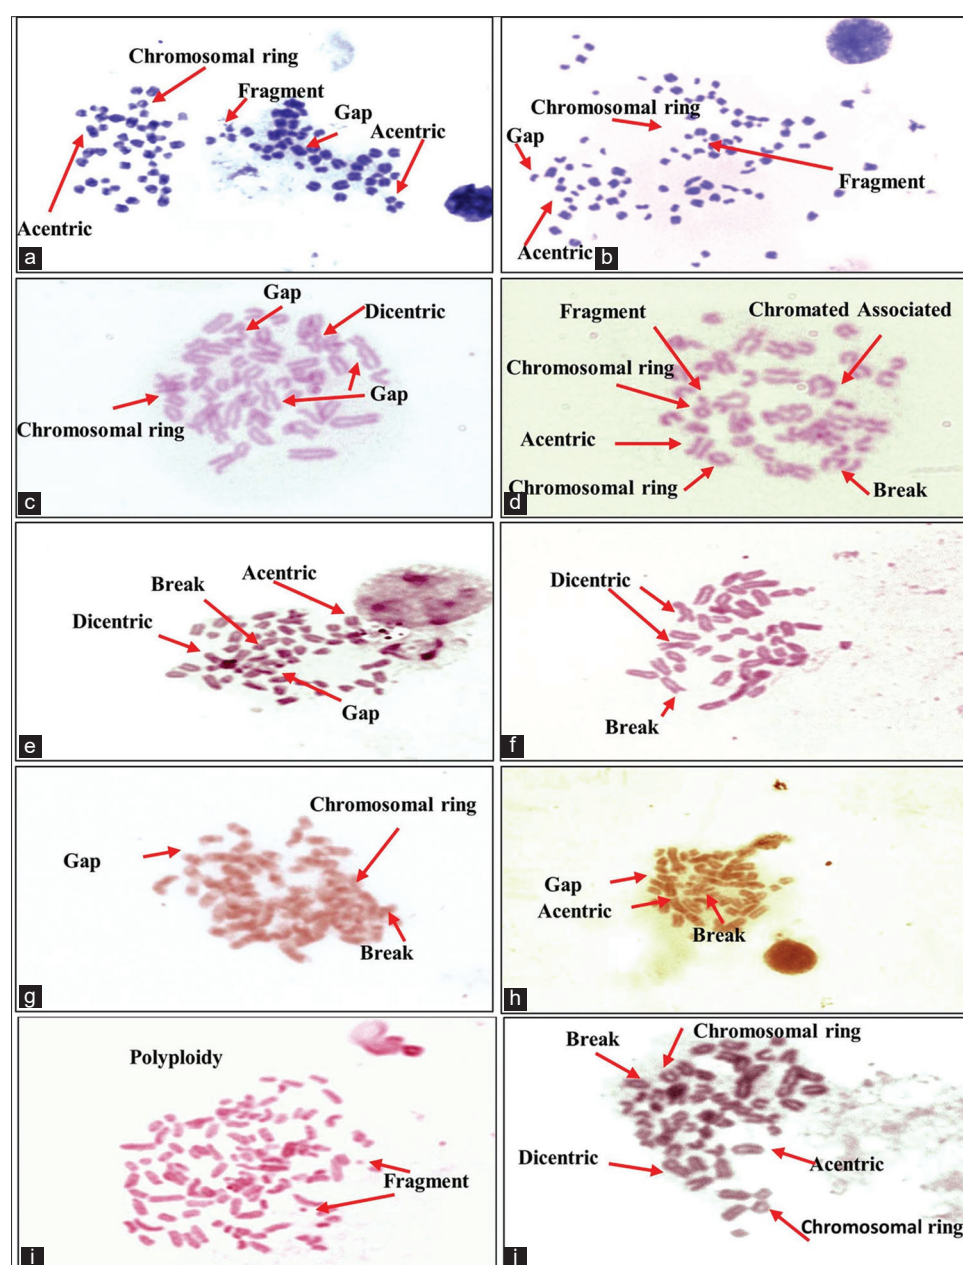 Chromosomal ring
Fragment
Gap
Acentric
Acentric
a
Chromosomal ring
Gap
Fragment
Acentric
b
Gap
Dicentric
Gap
Chromosomal ring
c
Fragment
Chromated Associated
Chromosomal ring
Acentric
Chromosomal ring
Break
d
Acentric
Break
Dicentric
Gap
e
Dicentric
Break
f
Chromosomal ring
Gap
Break
g
Gap
Acentric
Break
h
Polyploidy
Fragment
i
Chromosomal ring
Break
Dicentric
Acentric
Chromosomal ring
j